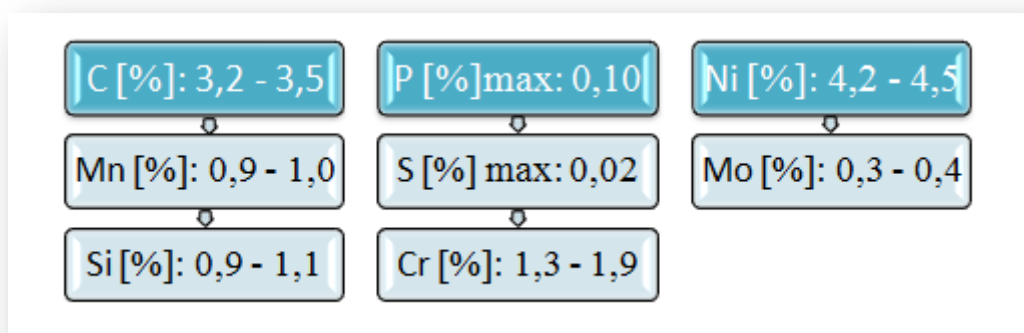 C [%]: 3,2 - 3,5
Mn [%]: 0,9 - 1,0
Si [%]: 0,9 - 1,1
P [%]max: 0,10
S [%] max: 0,02
Cr [%]: 1,3 - 1,9
Ni [%]: 4,2 - 4,5
Mo [%]: 0,3 - 0,4